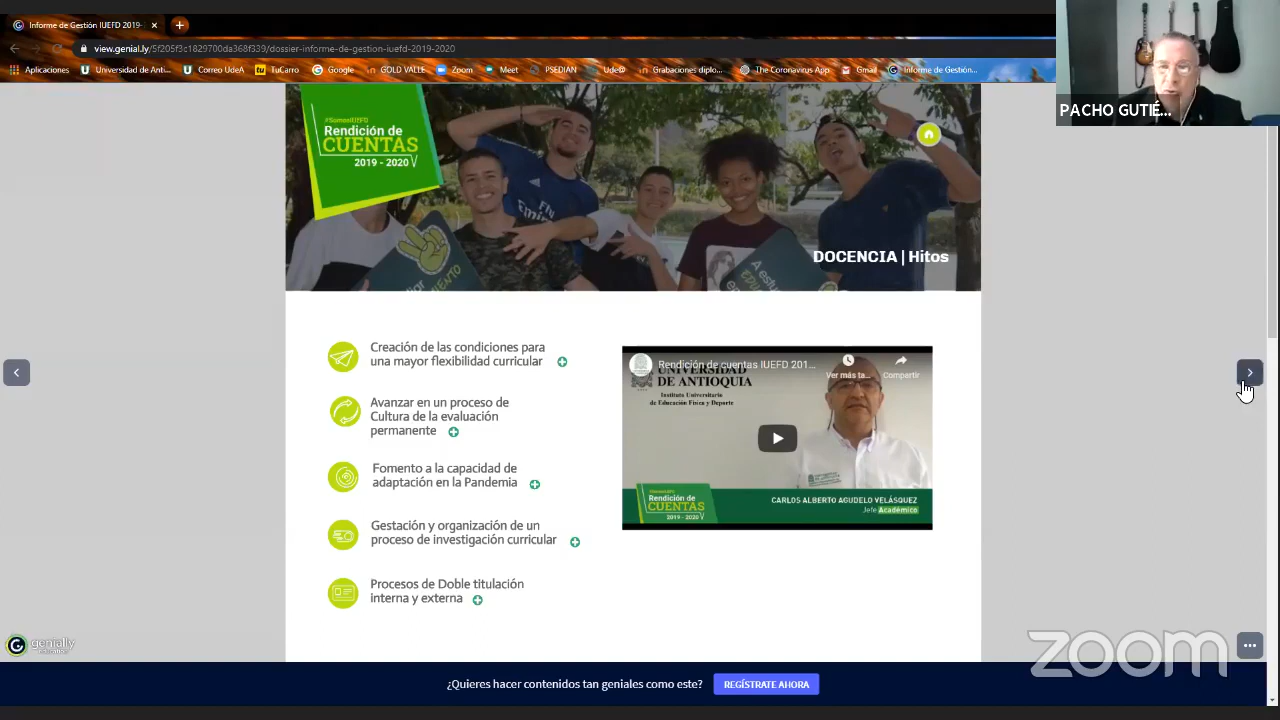 Informe de Gestión IUEFD 2019-
view.genial.ly/5f205f3c1829700da368f339/dossier-informe-de-gestion-iuefd-2019-2020
Aplicaciones
Universidad de Anti...
Correo UdeA
TuCarro
Google
GOLD VALLE
Zoom
Meet
PSEDIAN
Ude@
Grabaciones diplo...
The Coronavirus App
Gmail
Informe de Gestión...
PACHO GUTIÉ...
#SomosIUEFD
Rendición de
CUENTAS
2019 - 2020
DOCENCIA | Hitos
Creación de las condiciones para
una mayor flexibilidad curricular
Avanzar en un proceso de
Cultura de la evaluación
permanente
Fomento a la capacidad de
adaptación en la Pandemia
Gestación y organización de un
proceso de investigación curricular
Procesos de Doble titulación
interna y externa
Rendición de cuentas IUEFD 201...
Ver más ta...
Compartir
UNIVERSIDAD
DE ANTIOQUIA
Instituto Universitario
de Educación Física y Deporte
Rendición de
CUENTAS
2019 - 2020
CARLOS ALBERTO AGUDELO VELÁSQUEZ
Jefe Académico
genially
zoom
¿Quieres hacer contenidos tan geniales como este?
REGÍSTRATE AHORA